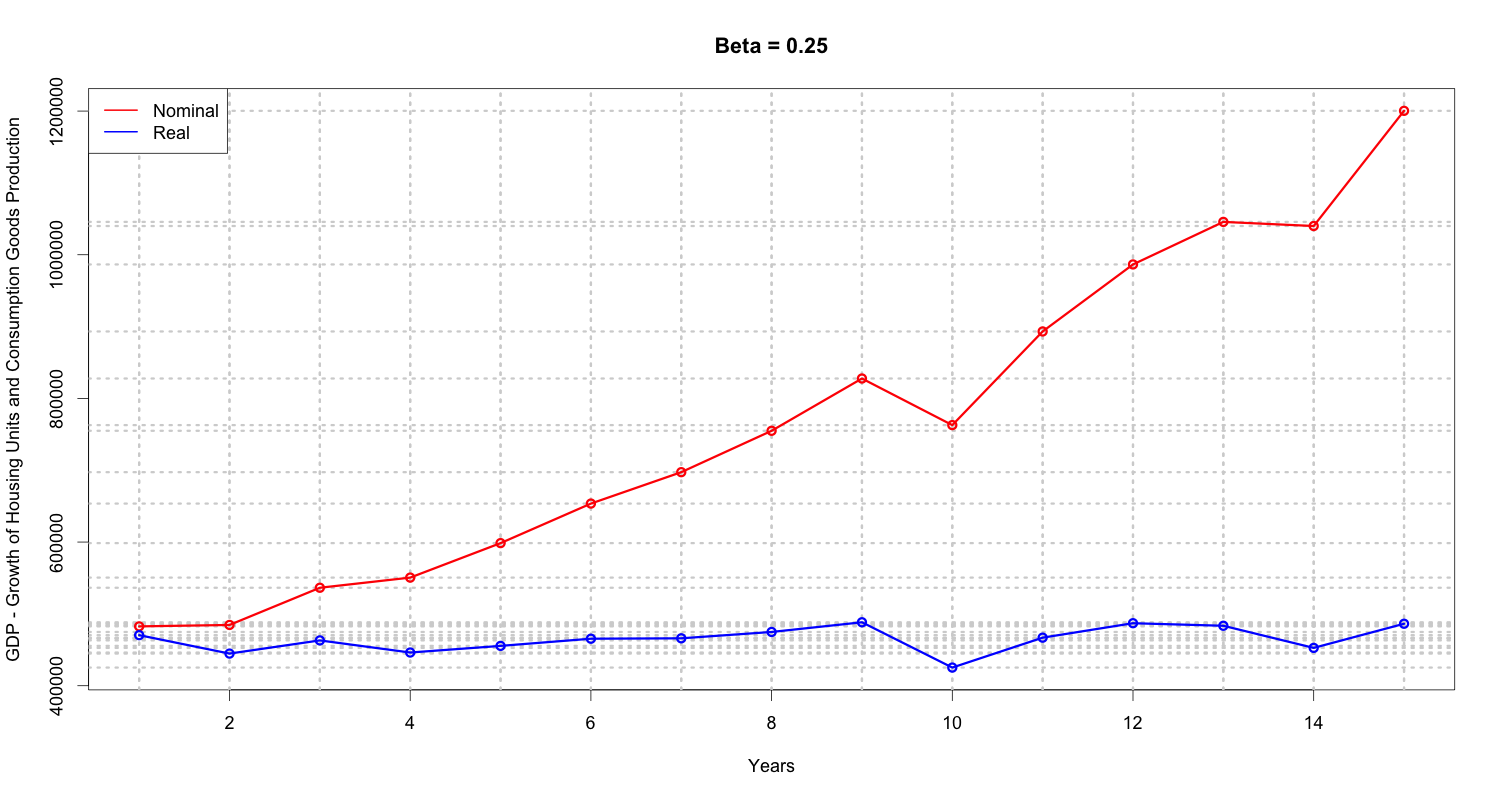 Beta = 0.25
Nominal
Real
GDP - Growth of Housing Units and Consumption Goods Production
1200000
1000000
800000
600000
400000
2 4 6 8 10 12 14
Years